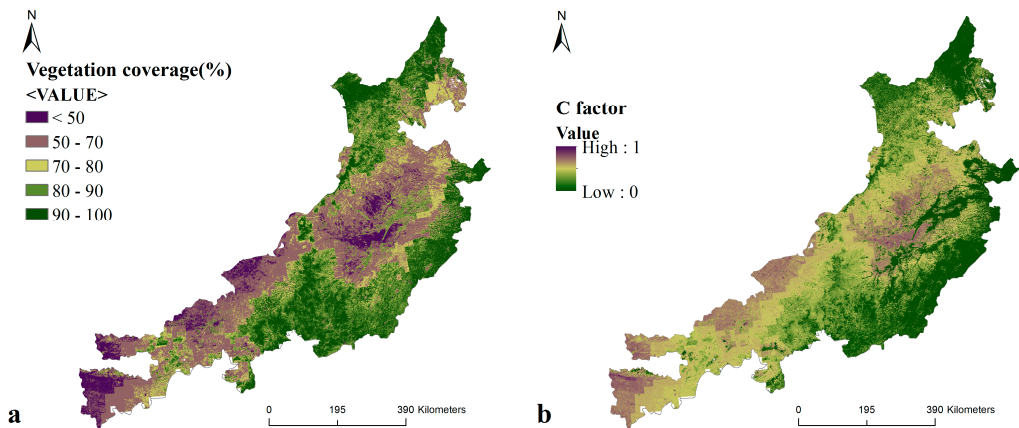 N
Vegetation coverage(%)
<VALUE>
< 50
50 - 70
70 - 80
80 - 90
90 - 100
a
0 195 390 Kilometers
N
C factor
Value
High : 1
Low : 0
b
0 195 390 Kilometers